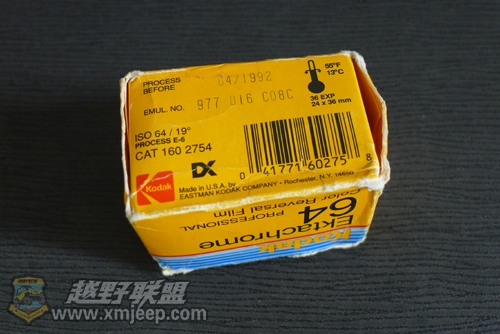 PROCESS BEFORE 04/1992
EMUL. NO. 977 016 C08C
55°F
13°C
36 EXP
24 x 36 mm
ISO 64 / 19°
PROCESS E-6
CAT 160 2754
DX
0 41771 60275 8
Kodak
Made in U.S.A. by
EASTMAN KODAK COMPANY • Rochester, N.Y. 14650
Kodak
Ektachrome
64
PROFESSIONAL
Color Reversal Film
越野联盟
www.xmjeep.com